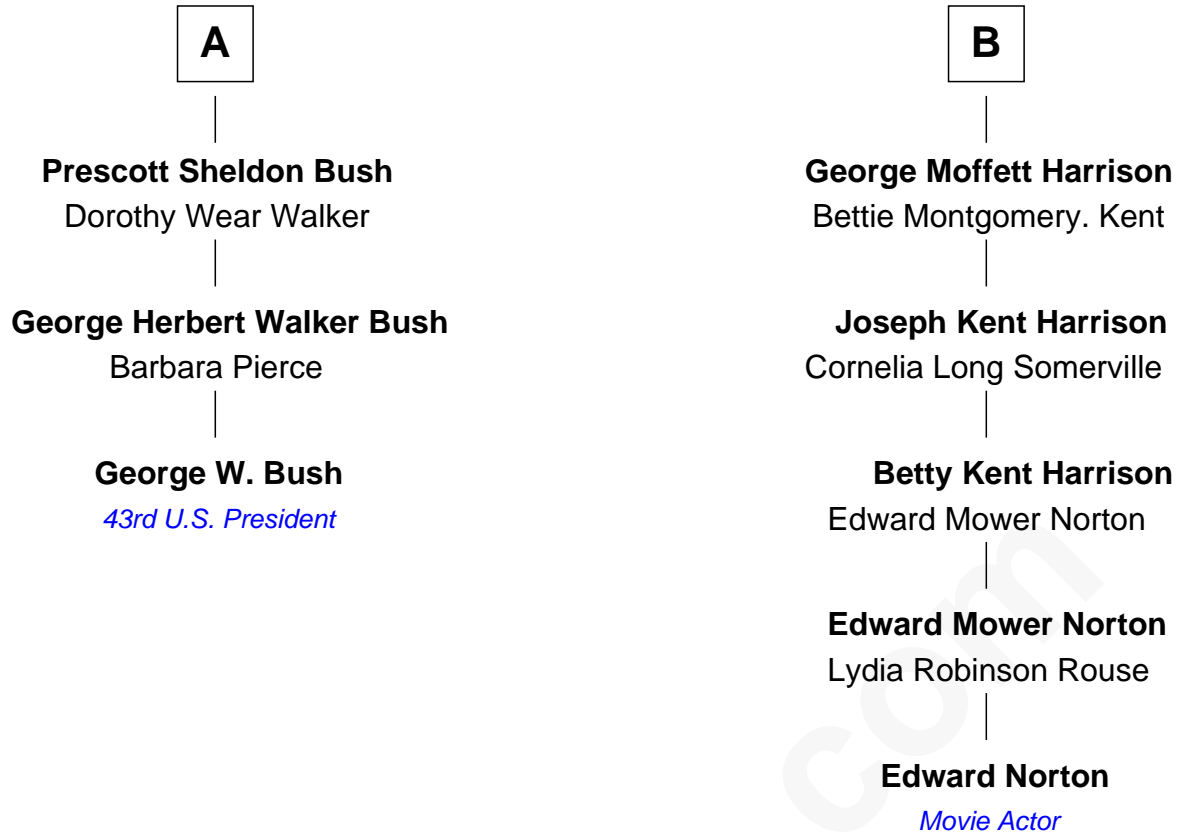 A
Prescott Sheldon Bush
Dorothy Wear Walker
George Herbert Walker Bush
Barbara Pierce
George W. Bush
43rd U.S. President
B
George Moffett Harrison
Bettie Montgomery. Kent
Joseph Kent Harrison
Cornelia Long Somerville
Betty Kent Harrison
Edward Mower Norton
Edward Mower Norton
Lydia Robinson Rouse
Edward Norton
Movie Actor
com